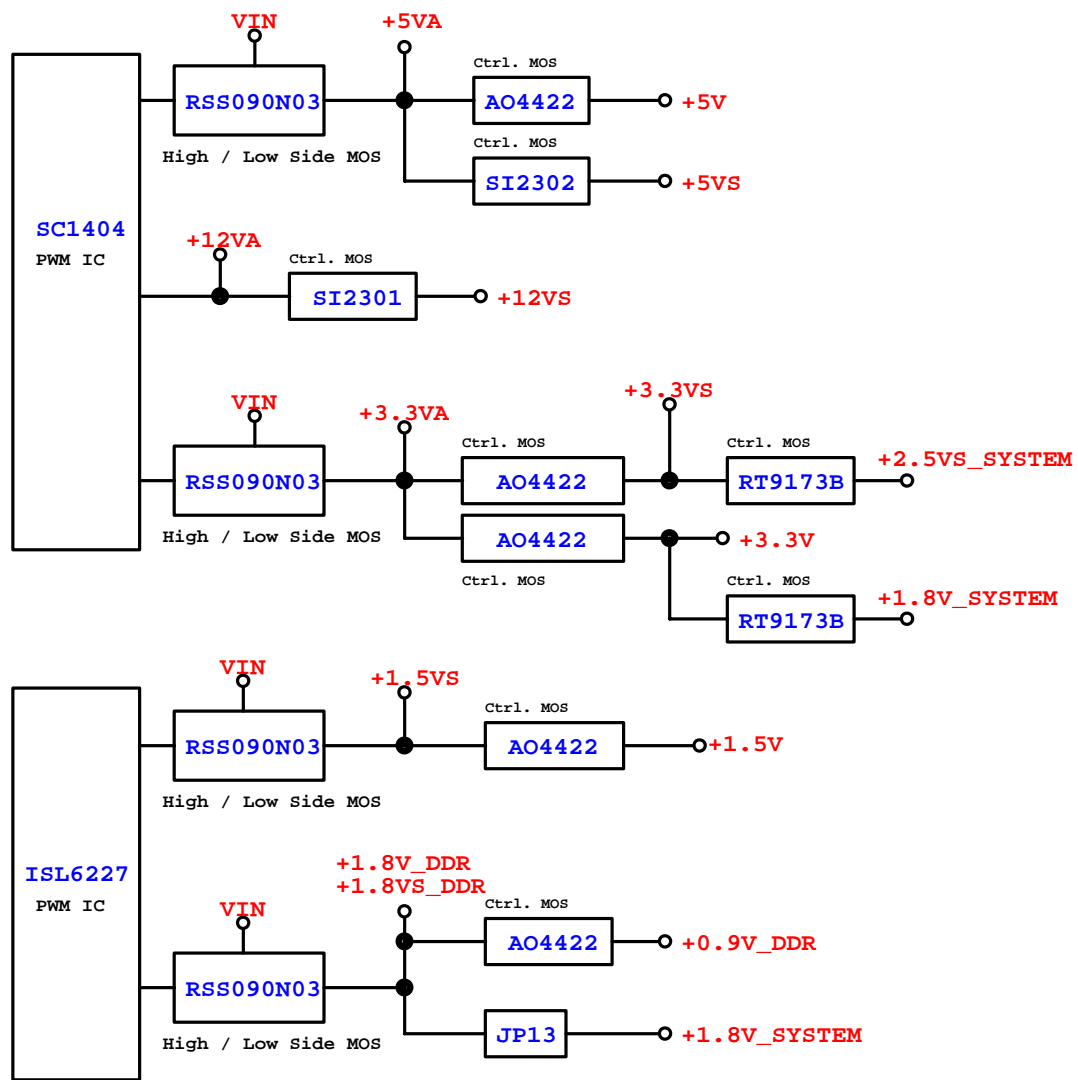 VIN
+5VA
Ctrl. MOS
RSS090N03
AO4422
+5V
High / Low Side MOS
Ctrl. MOS
SI2302
+5VS
SC1404
PWM IC
+12VA
Ctrl. MOS
SI2301
+12VS
VIN
+3.3VA
+3.3VS
Ctrl. MOS
Ctrl. MOS
+2.5VS_SYSTEM
RSS090N03
AO4422
RT9173B
High / Low Side MOS
AO4422
+3.3V
Ctrl. MOS
Ctrl. MOS
+1.8V_SYSTEM
RT9173B
VIN
+1.5VS
Ctrl. MOS
RSS090N03
AO4422
+1.5V
High / Low Side MOS
ISL6227
PWM IC
+1.8V_DDR
+1.8VS_DDR
VIN
Ctrl. MOS
AO4422
+0.9V_DDR
RSS090N03
High / Low Side MOS
JP13
+1.8V_SYSTEM